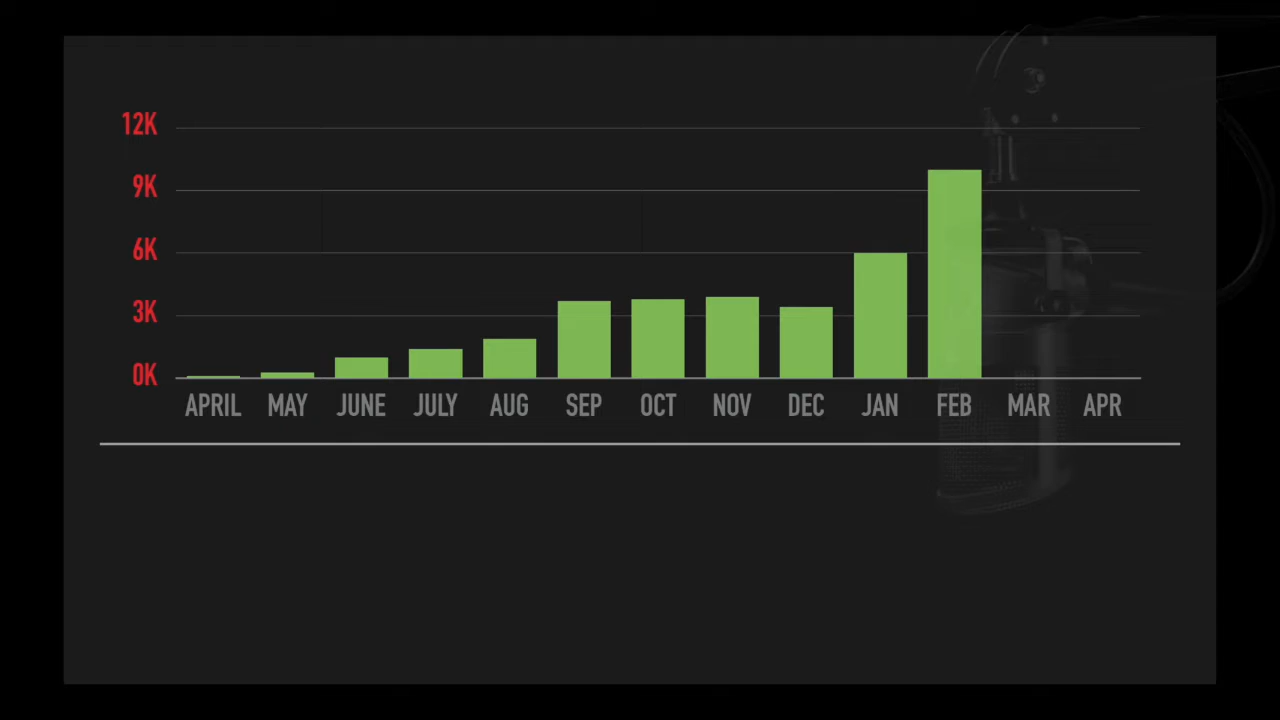 12K
9K
6K
3K
0K
APRIL MAY JUNE JULY AUG SEP OCT NOV DEC JAN FEB MAR APR